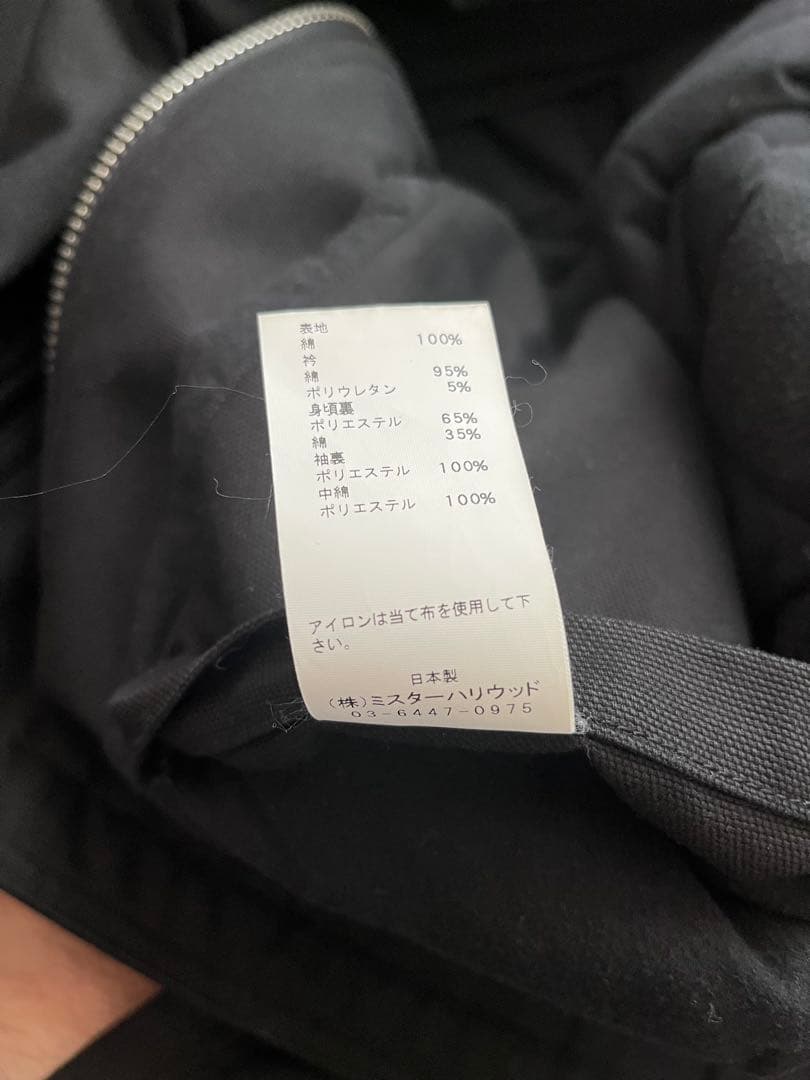 表地
綿 100%
衿
綿 95%
ポリウレタン 5%
身頃裏
ポリエステル 65%
綿 35%
袖裏
ポリエステル 100%
中綿
ポリエステル 100%
アイロンは当て布を使用して下
さい。
日本製
(株)ミスターハリウッド
03-6447-0975